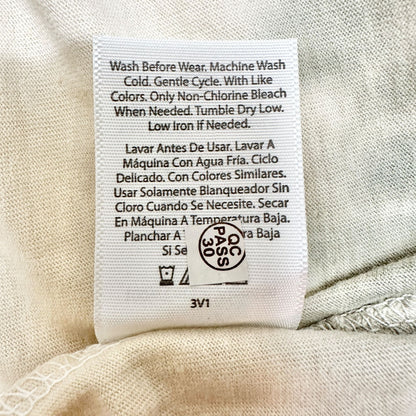 Wash Before Wear. Machine Wash
Cold. Gentle Cycle. With Like
Colors. Only Non-Chlorine Bleach
When Needed. Tumble Dry Low.
Low Iron If Needed.
Lavar Antes De Usar. Lavar A
Máquina Con Agua Fría. Ciclo
Delicado. Con Colores Similares.
Usar Solamente Blanqueador Sin
Cloro Cuando Se Necesite. Secar
En Máquina A Temperatura Baja.
Planchar A Baja
Si
QC
PASS
30
3V1